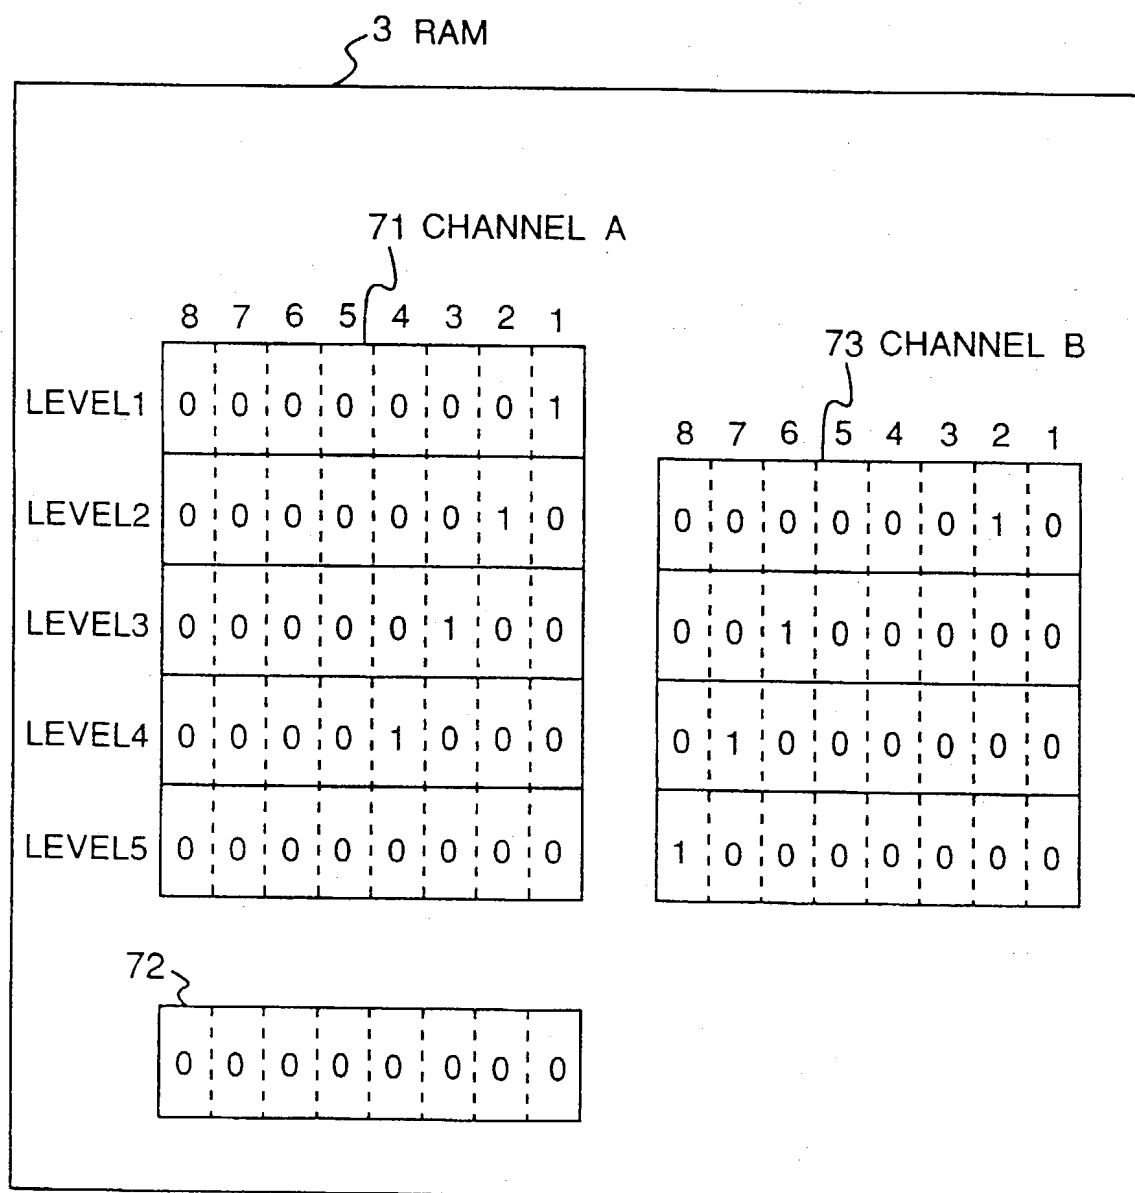 3 RAM
71 CHANNEL A
8 7 6 5 4 3 2 1
73 CHANNEL B
LEVEL1 0 0 0 0 0 0 0 1
8 7 6 5 4 3 2 1
LEVEL2 0 0 0 0 0 0 1 0
0 0 0 0 0 0 1 0
LEVEL3 0 0 0 0 0 1 0 0
0 0 1 0 0 0 0 0
LEVEL4 0 0 0 0 1 0 0 0
0 1 0 0 0 0 0 0
LEVEL5 0 0 0 0 0 0 0 0
1 0 0 0 0 0 0 0
72
0 0 0 0 0 0 0 0